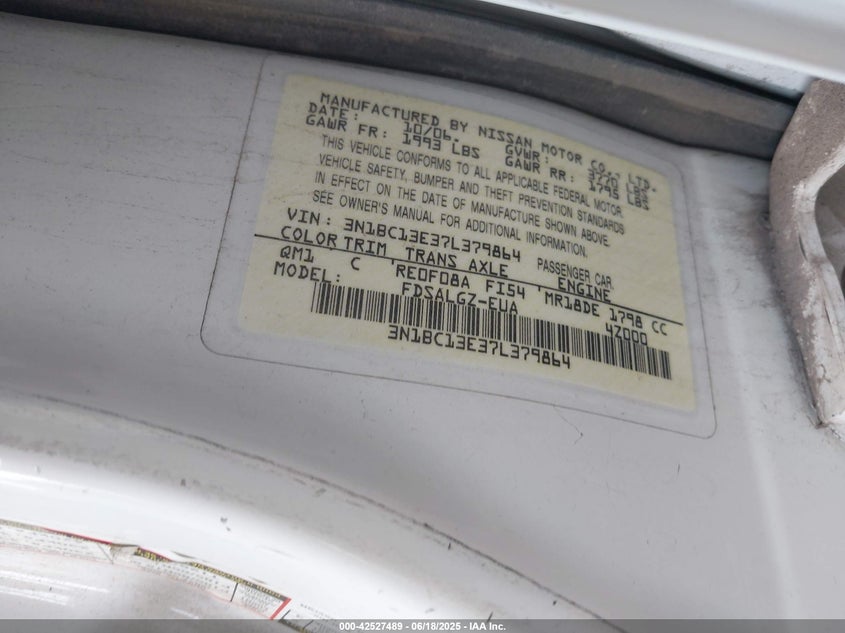 MANUFACTURED BY NISSAN MOTOR CO., LTD.
DATE: 10/06. GVWR: LBS
GAWR FR: 1993 LBS GAWR RR: 1745 LBS
THIS VEHICLE CONFORMS TO ALL APPLICABLE FEDERAL MOTOR
VEHICLE SAFETY, BUMPER AND THEFT PREVENTION STANDARDS
IN EFFECT ON THE DATE OF MANUFACTURE SHOWN ABOVE.
SEE OWNER'S MANUAL FOR ADDITIONAL INFORMATION.
VIN: 3N1BC13E37L379864 PASSENGER CAR.
COLOR TRIM TRANS AXLE ENGINE
QM1 C RE0F08A FI54 MR18DE 1798 CC
MODEL: FDSALGZ-EUA 4Z000
3N1BC13E37L379864
000-42527489 - 06/18/2025 - IAA Inc.